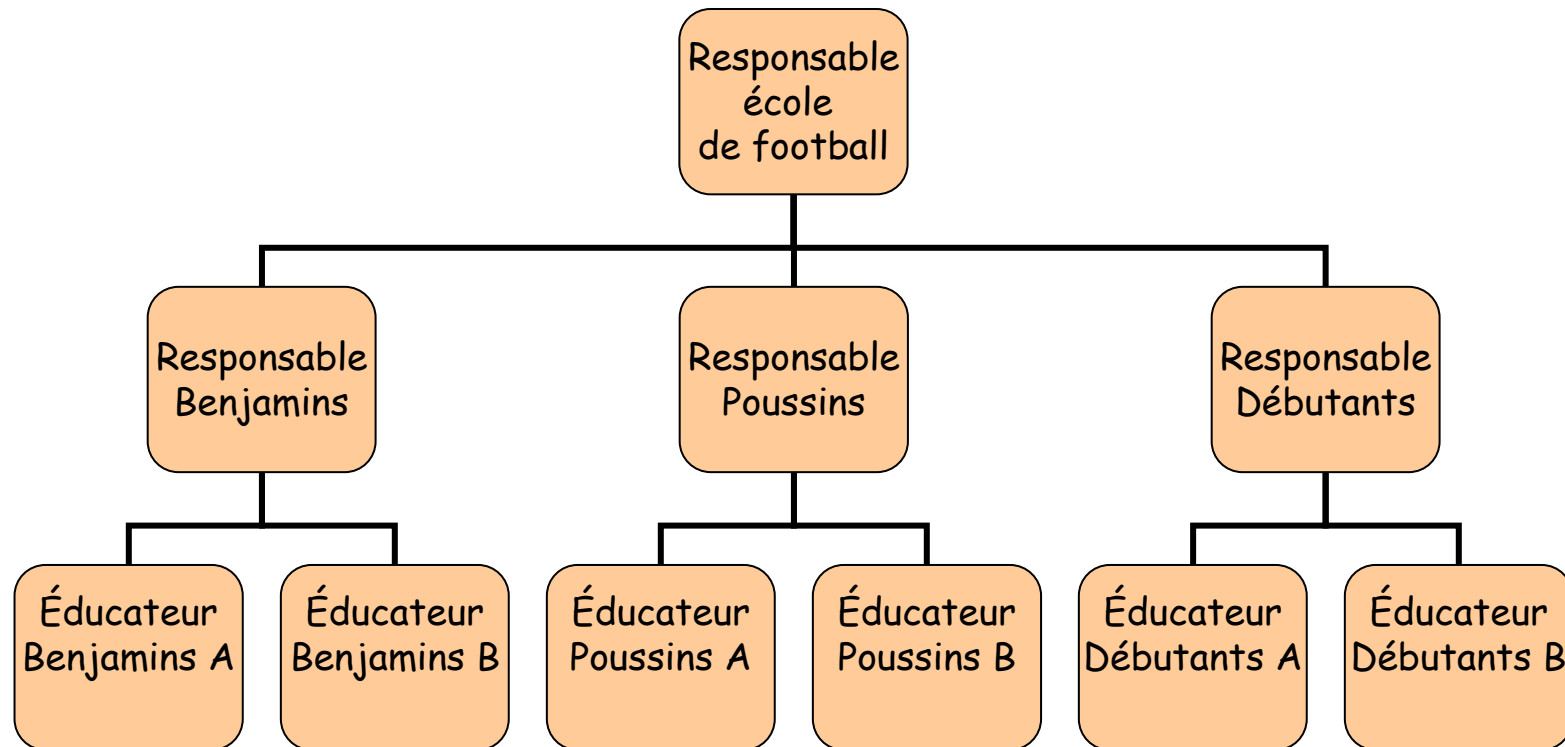 Responsable
école
de football
Responsable
Benjamins
Responsable
Poussins
Responsable
Débutants
Éducateur
Benjamins A
Éducateur
Benjamins B
Éducateur
Poussins A
Éducateur
Poussins B
Éducateur
Débutants A
Éducateur
Débutants B